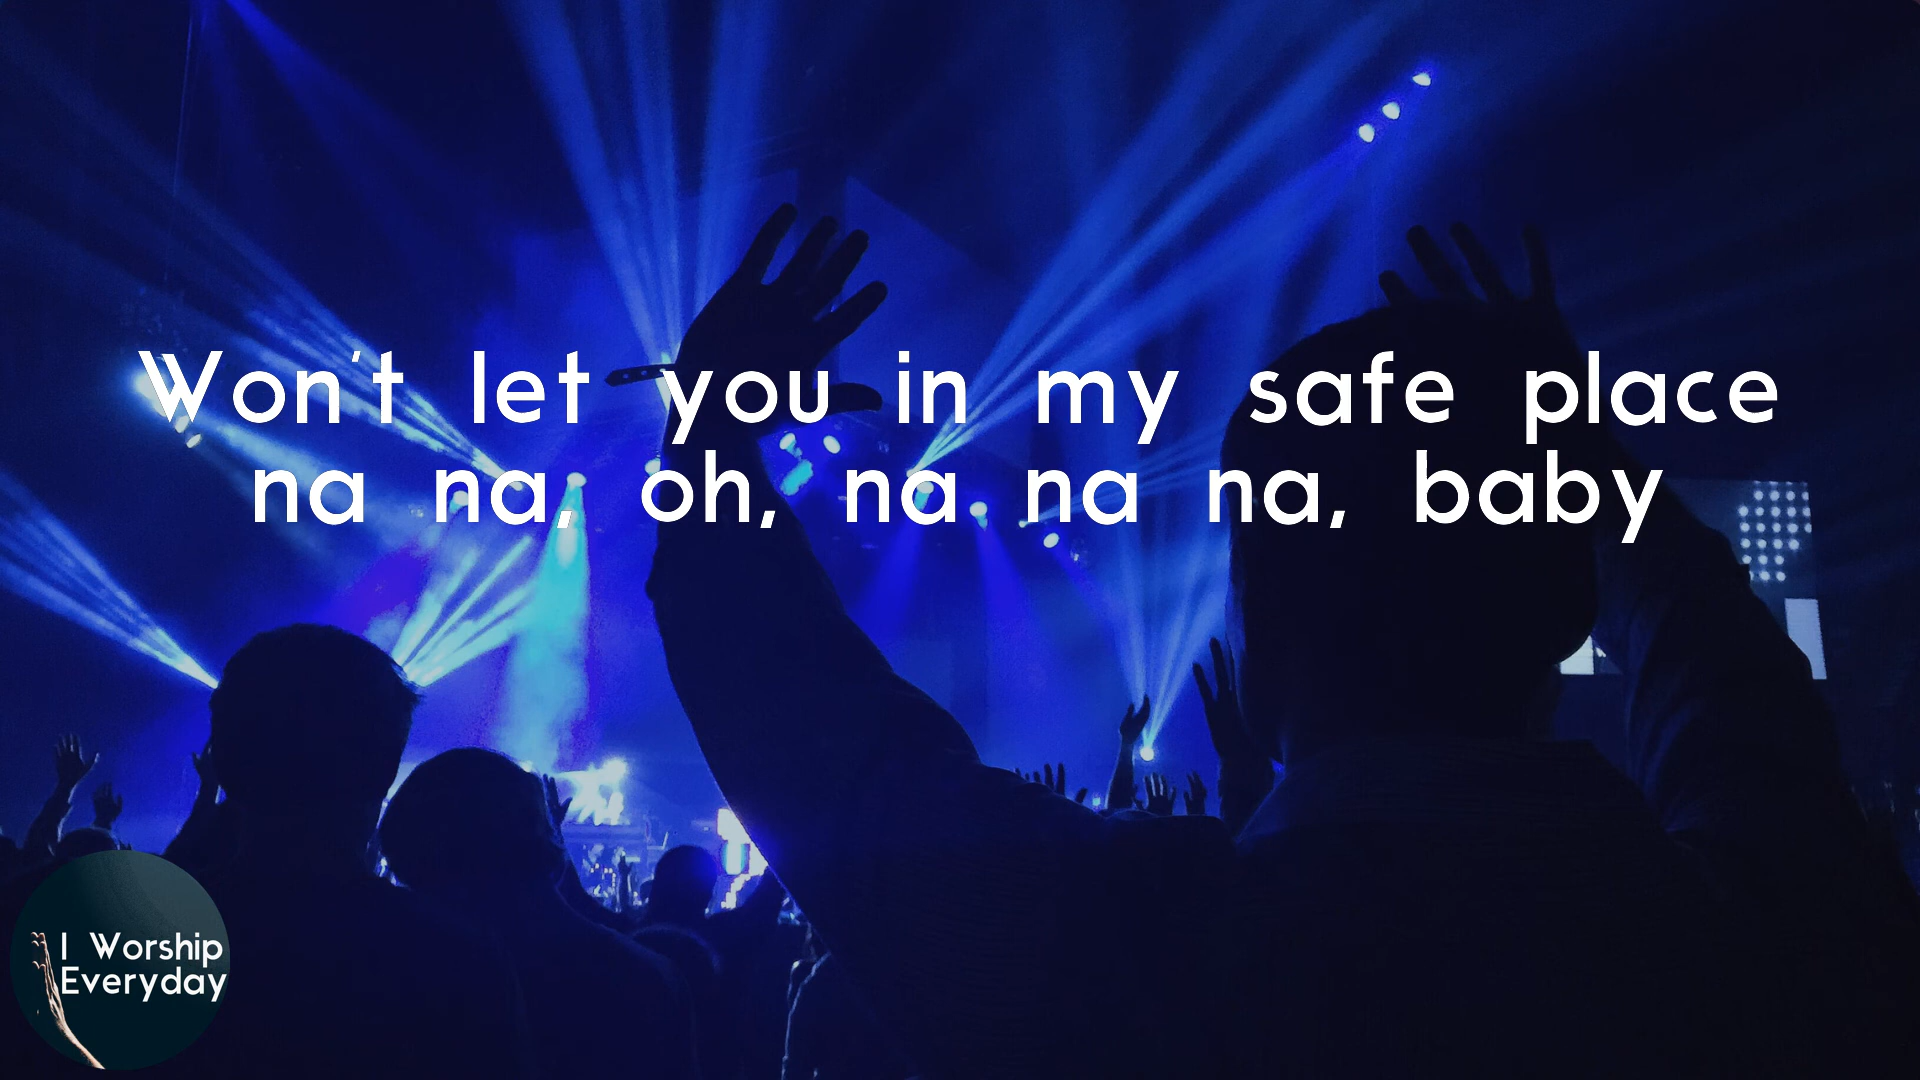 Won't let you in my safe place
na na, oh, na na na, baby
I Worship
Everyday